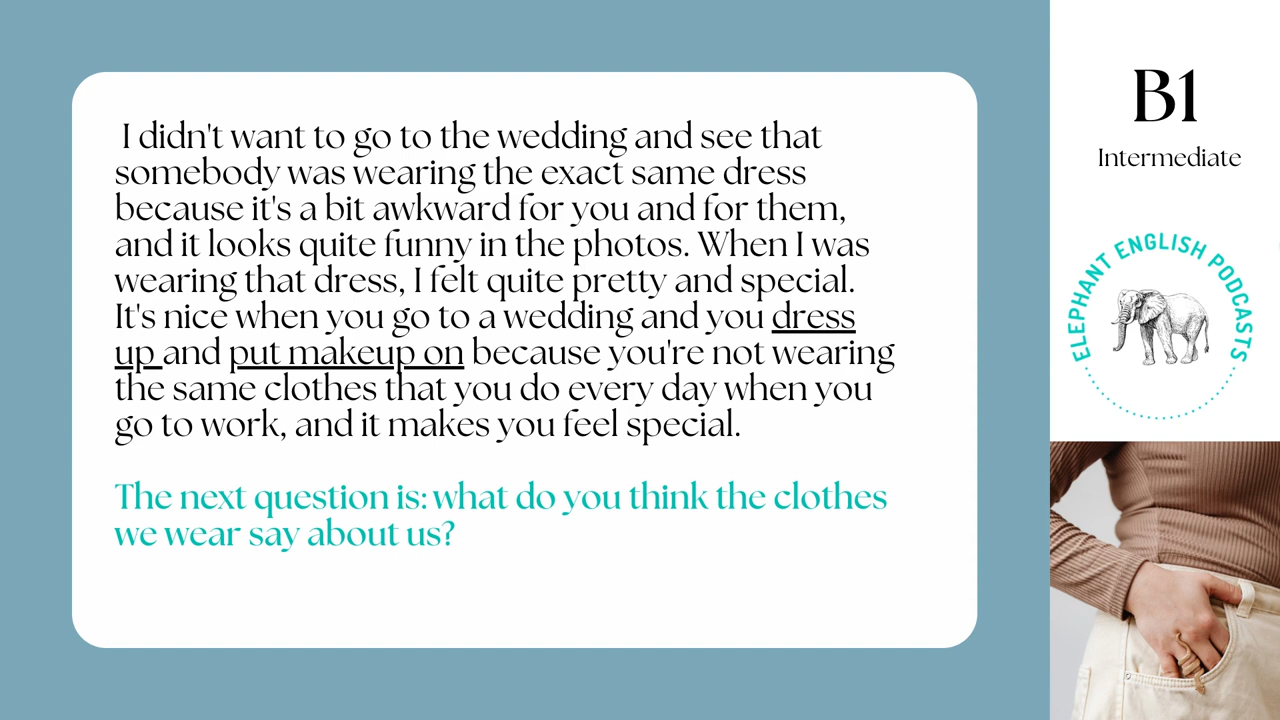 I didn't want to go to the wedding and see that
somebody was wearing the exact same dress
because it's a bit awkward for you and for them,
and it looks quite funny in the photos. When I was
wearing that dress, I felt quite pretty and special.
It's nice when you go to a wedding and you dress
up and put makeup on because you're not wearing
the same clothes that you do every day when you
go to work, and it makes you feel special.
The next question is: what do you think the clothes
we wear say about us?
B1
Intermediate
ELEPHANT ENGLISH PODCASTS